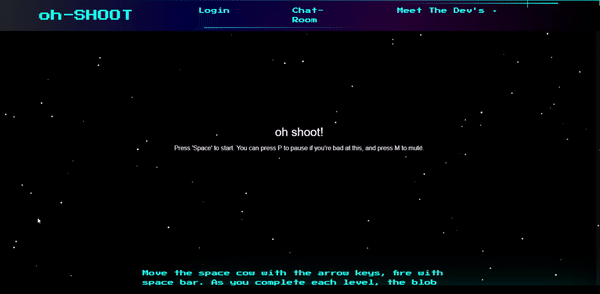 oh-SHOOT
Login
Chat-
Room
Meet The Dev's
oh shoot!
Press 'Space' to start. You can press P to pause if you're bad at this, and press M to mute.
Move the space cow with the arrow keys, fire with
space bar. As you complete each level, the blob